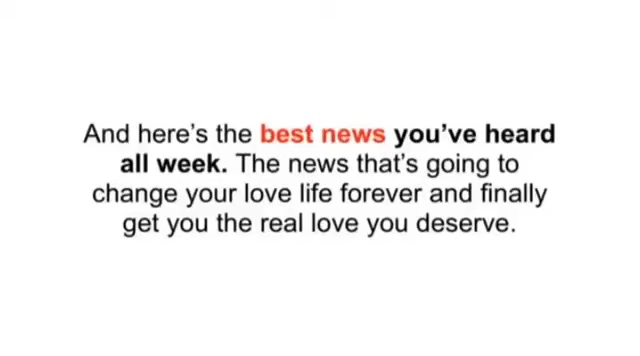 And here's the best news you've heard
all week. The news that's going to
change your love life forever and finally
get you the real love you deserve.